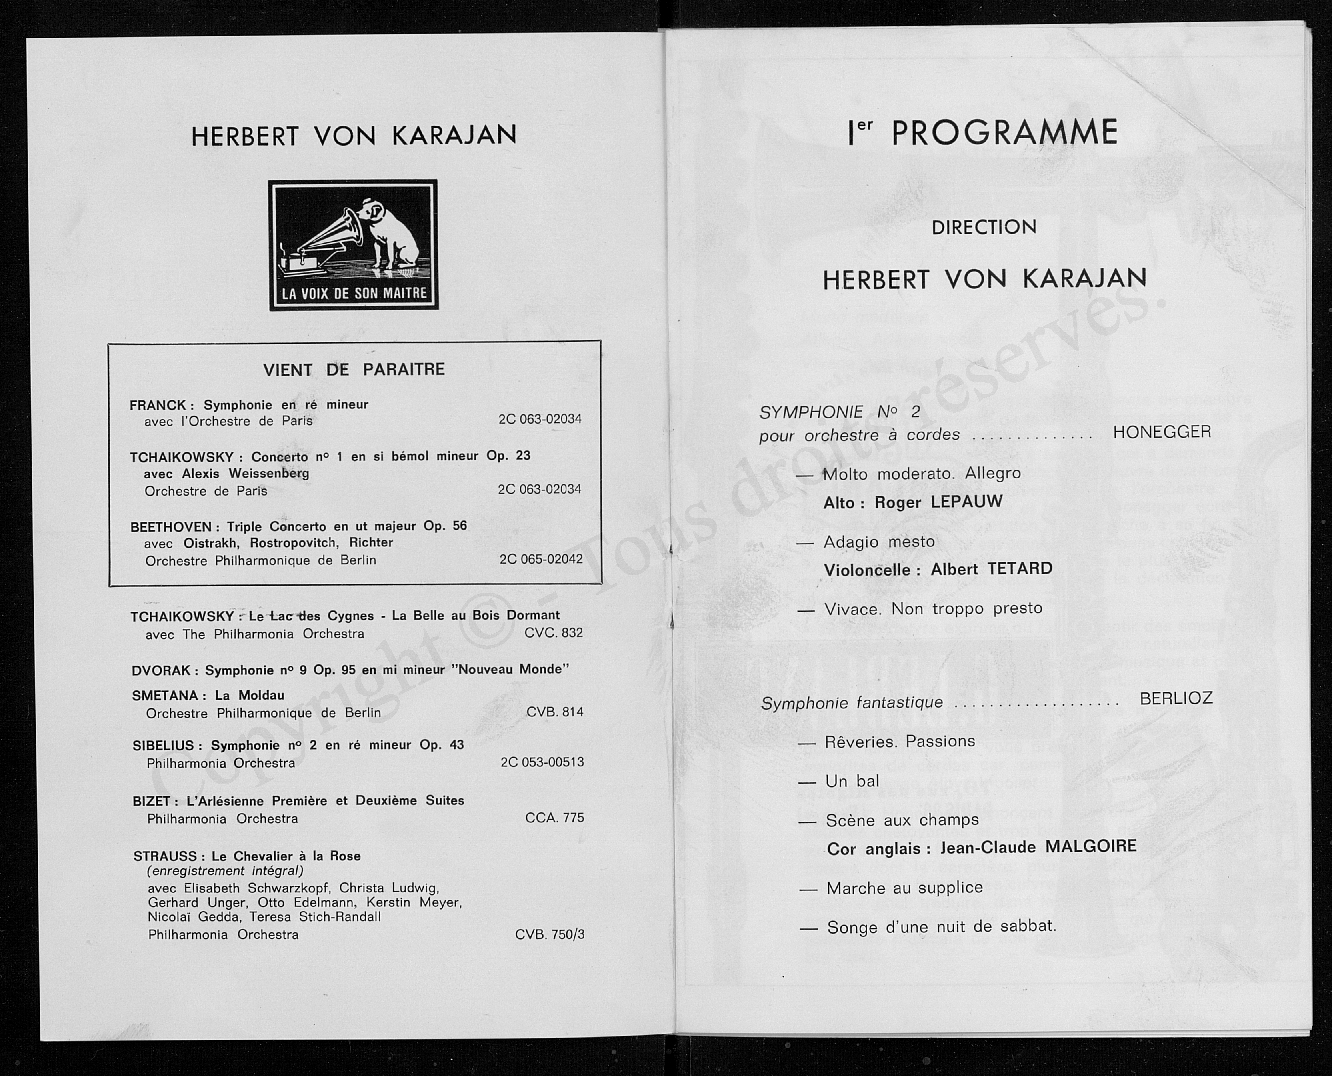 HERBERT VON KARAJAN
LA VOIX DE SON MAITRE
VIENT DE PARAITRE
FRANCK : Symphonie en ré mineur
avec l'Orchestre de Paris 2C 063-02034
TCHAIKOWSKY : Concerto nº 1 en si bémol mineur Op. 23
avec Alexis Weissenberg
Orchestre de Paris 2C 063-02034
BEETHOVEN : Triple Concerto en ut majeur Op. 56
avec Oistrakh, Rostropovitch, Richter
Orchestre Philharmonique de Berlin 2C 065-02042
TCHAIKOWSKY : Le Lac des Cygnes - La Belle au Bois Dormant
avec The Philharmonia Orchestra CVC. 832
DVORAK : Symphonie nº 9 Op. 95 en mi mineur "Nouveau Monde"
SMETANA : La Moldau
Orchestre Philharmonique de Berlin CVB. 814
SIBELIUS : Symphonie nº 2 en ré mineur Op. 43
Philharmonia Orchestra 2C 053-00513
BIZET : L'Arlésienne Première et Deuxième Suites
Philharmonia Orchestra CCA. 775
STRAUSS : Le Chevalier à la Rose
(enregistrement intégral)
avec Elisabeth Schwarzkopf, Christa Ludwig,
Gerhard Unger, Otto Edelmann, Kerstin Meyer,
Nicolaï Gedda, Teresa Stich-Randall
Philharmonia Orchestra CVB. 750/3
Ier PROGRAMME
DIRECTION
HERBERT VON KARAJAN
SYMPHONIE Nº 2
pour orchestre à cordes . . . . . . . . . . . . . . HONEGGER
— Molto moderato. Allegro
Alto : Roger LEPAUW
— Adagio mesto
Violoncelle : Albert TETARD
— Vivace. Non troppo presto
Symphonie fantastique . . . . . . . . . . . . . . . . . . . BERLIOZ
— Rêveries. Passions
— Un bal
— Scène aux champs
Cor anglais : Jean-Claude MALGOIRE
— Marche au supplice
— Songe d'une nuit de sabbat.
Copyright © - Tous droits réservés.